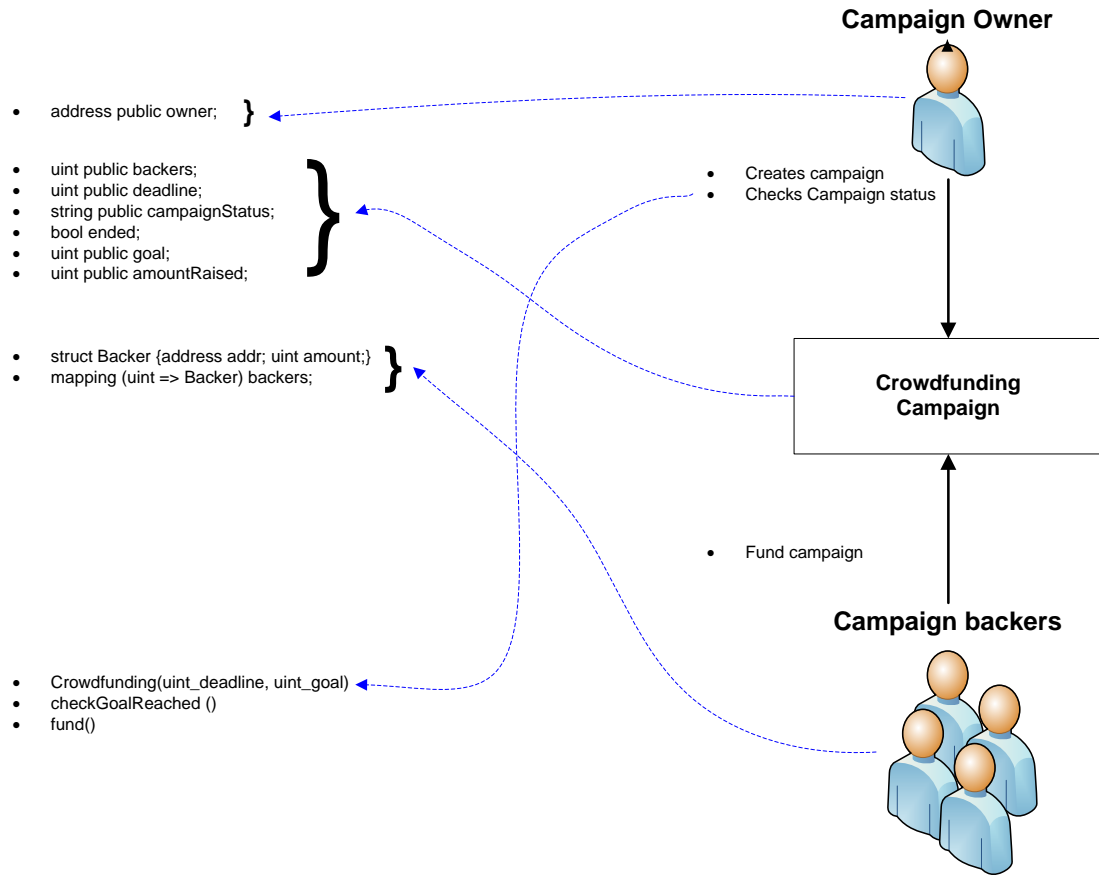 Campaign Owner
• address public owner; }
• uint public backers;
• uint public deadline;
• string public campaignStatus;
• bool ended;
• uint public goal;
• uint public amountRaised;
}
• Creates campaign
• Checks Campaign status
• struct Backer {address addr; uint amount;}
• mapping (uint => Backer) backers;
}
Crowdfunding
Campaign
• Fund campaign
Campaign backers
• Crowdfunding(uint_deadline, uint_goal)
• checkGoalReached ()
• fund()